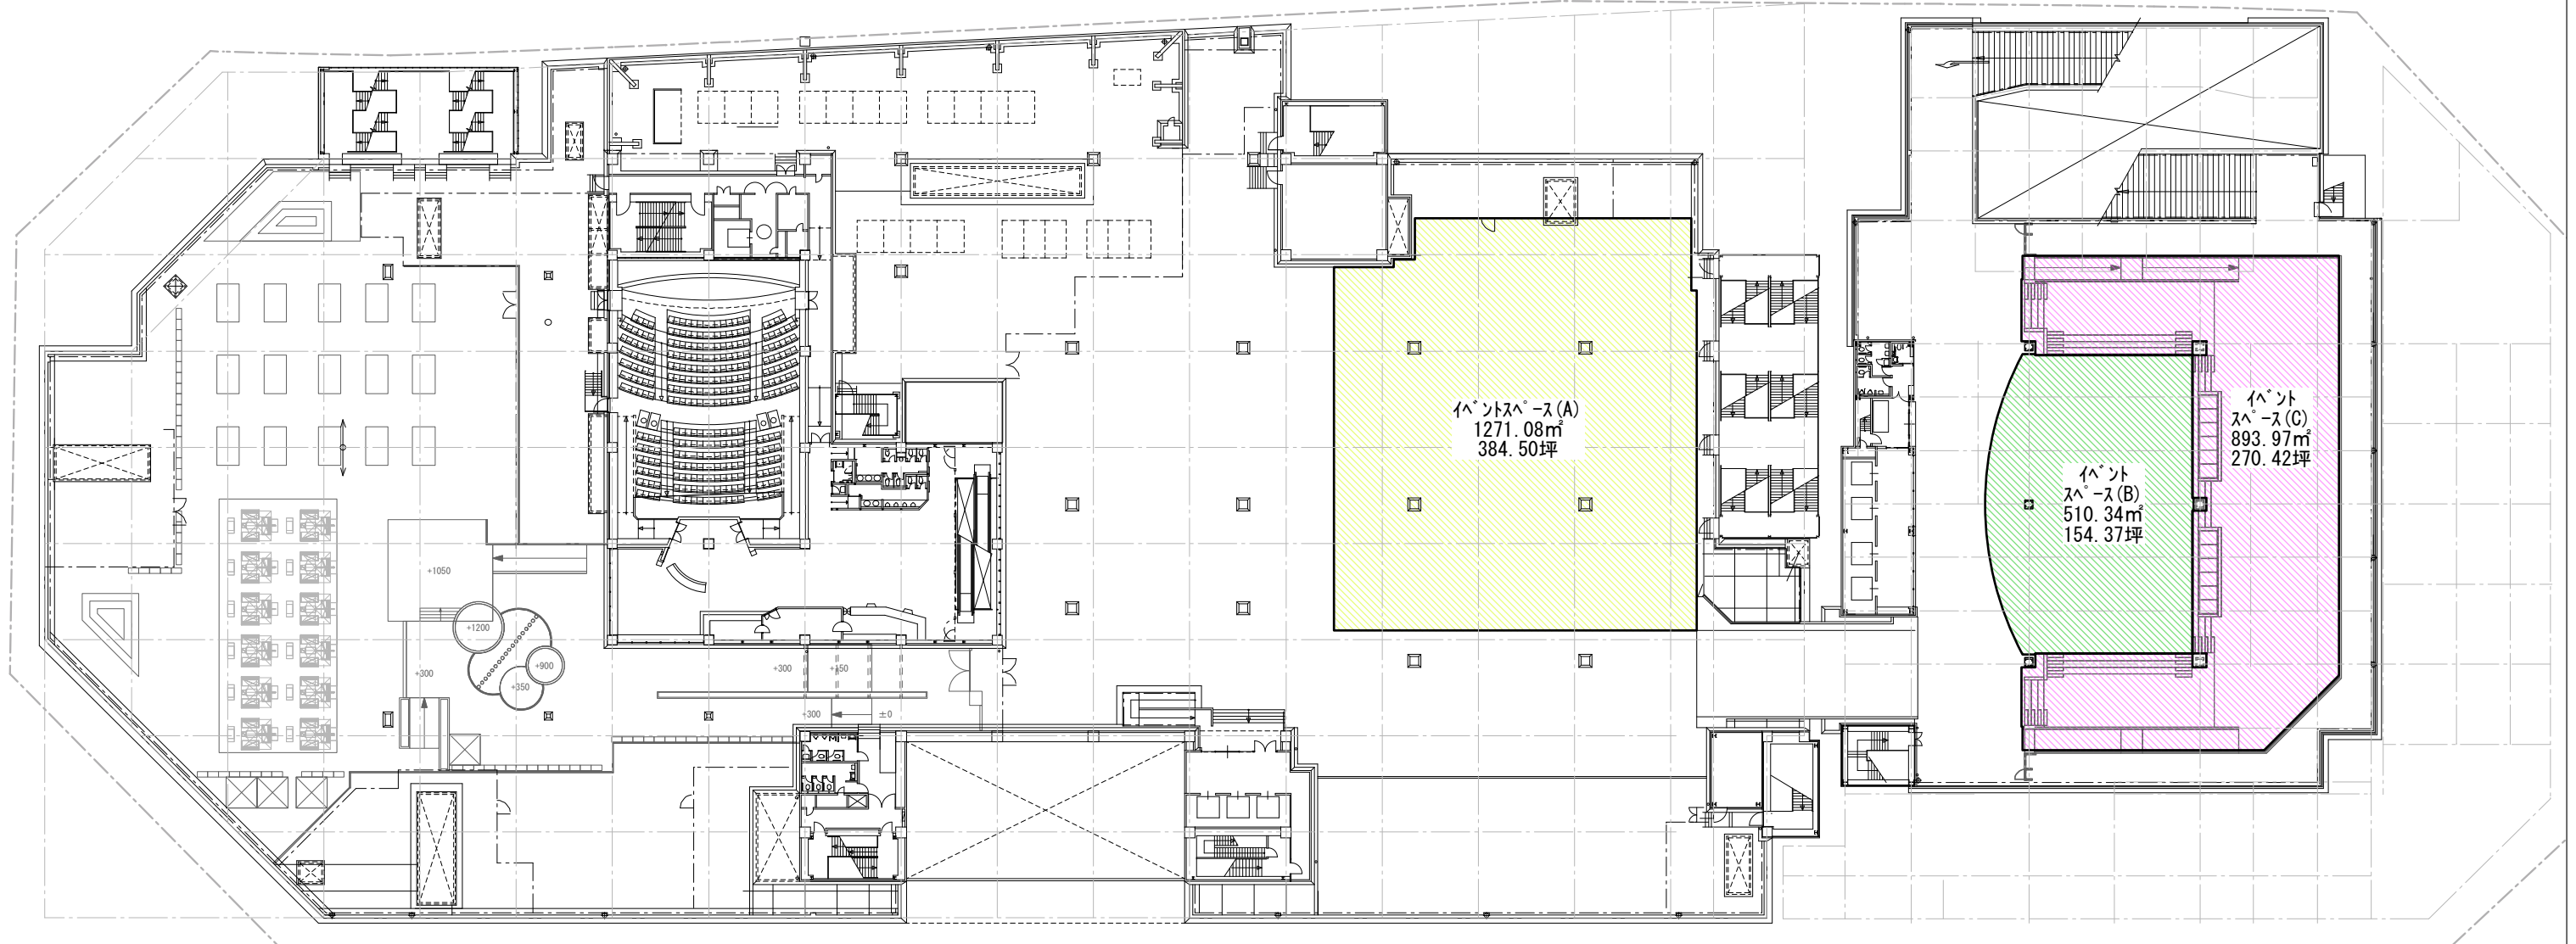 イベントスペース(A)
1271.08㎡
384.50坪
イベント
スペース(C)
893.97㎡
270.42坪
イベント
スペース(B)
510.34㎡
154.37坪
+1050
+1200
+900
+350
+300
+300
+150
+300
±0